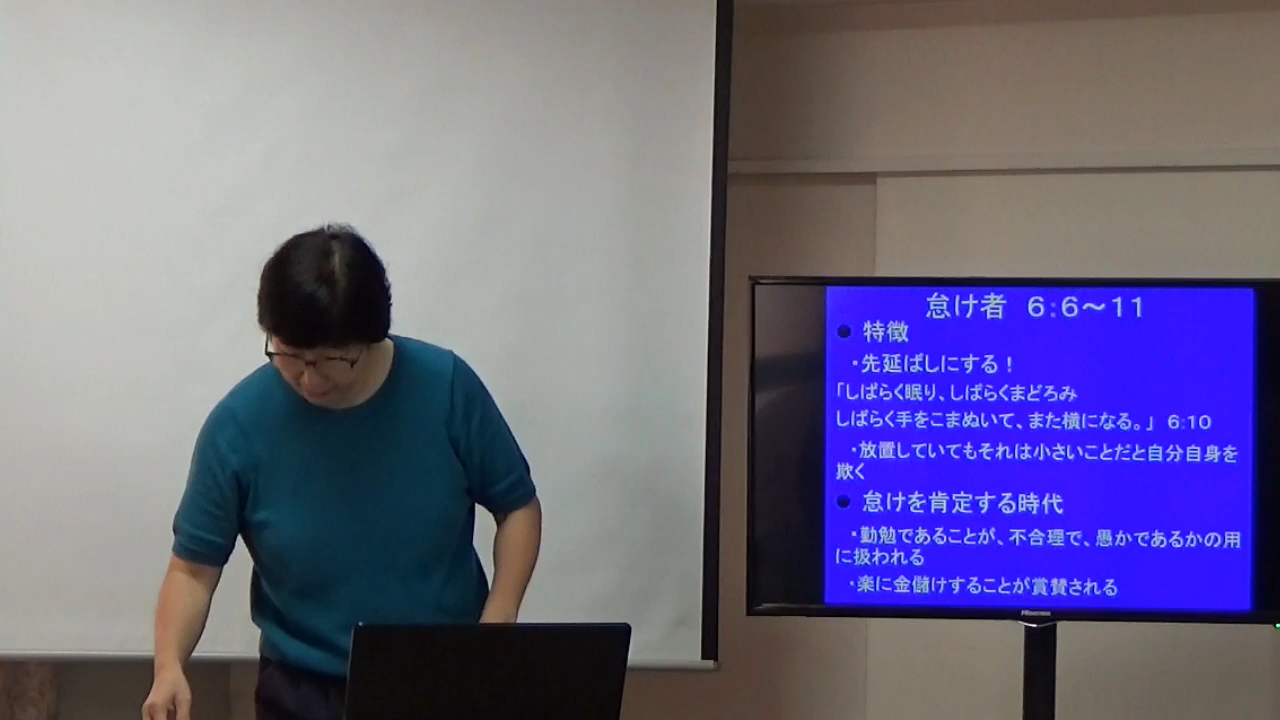 怠け者　6:6～11
● 特徴
・先延ばしにする！
「しばらく眠り、しばらくまどろみ
しばらく手をこまぬいて、また横になる。」 6:10
・放置していてもそれは小さいことだと自分自身を
欺く
● 怠けを肯定する時代
・勤勉であることが、不合理で、愚かであるかの用
に扱われる
・楽に金儲けすることが賞賛される
Hisense